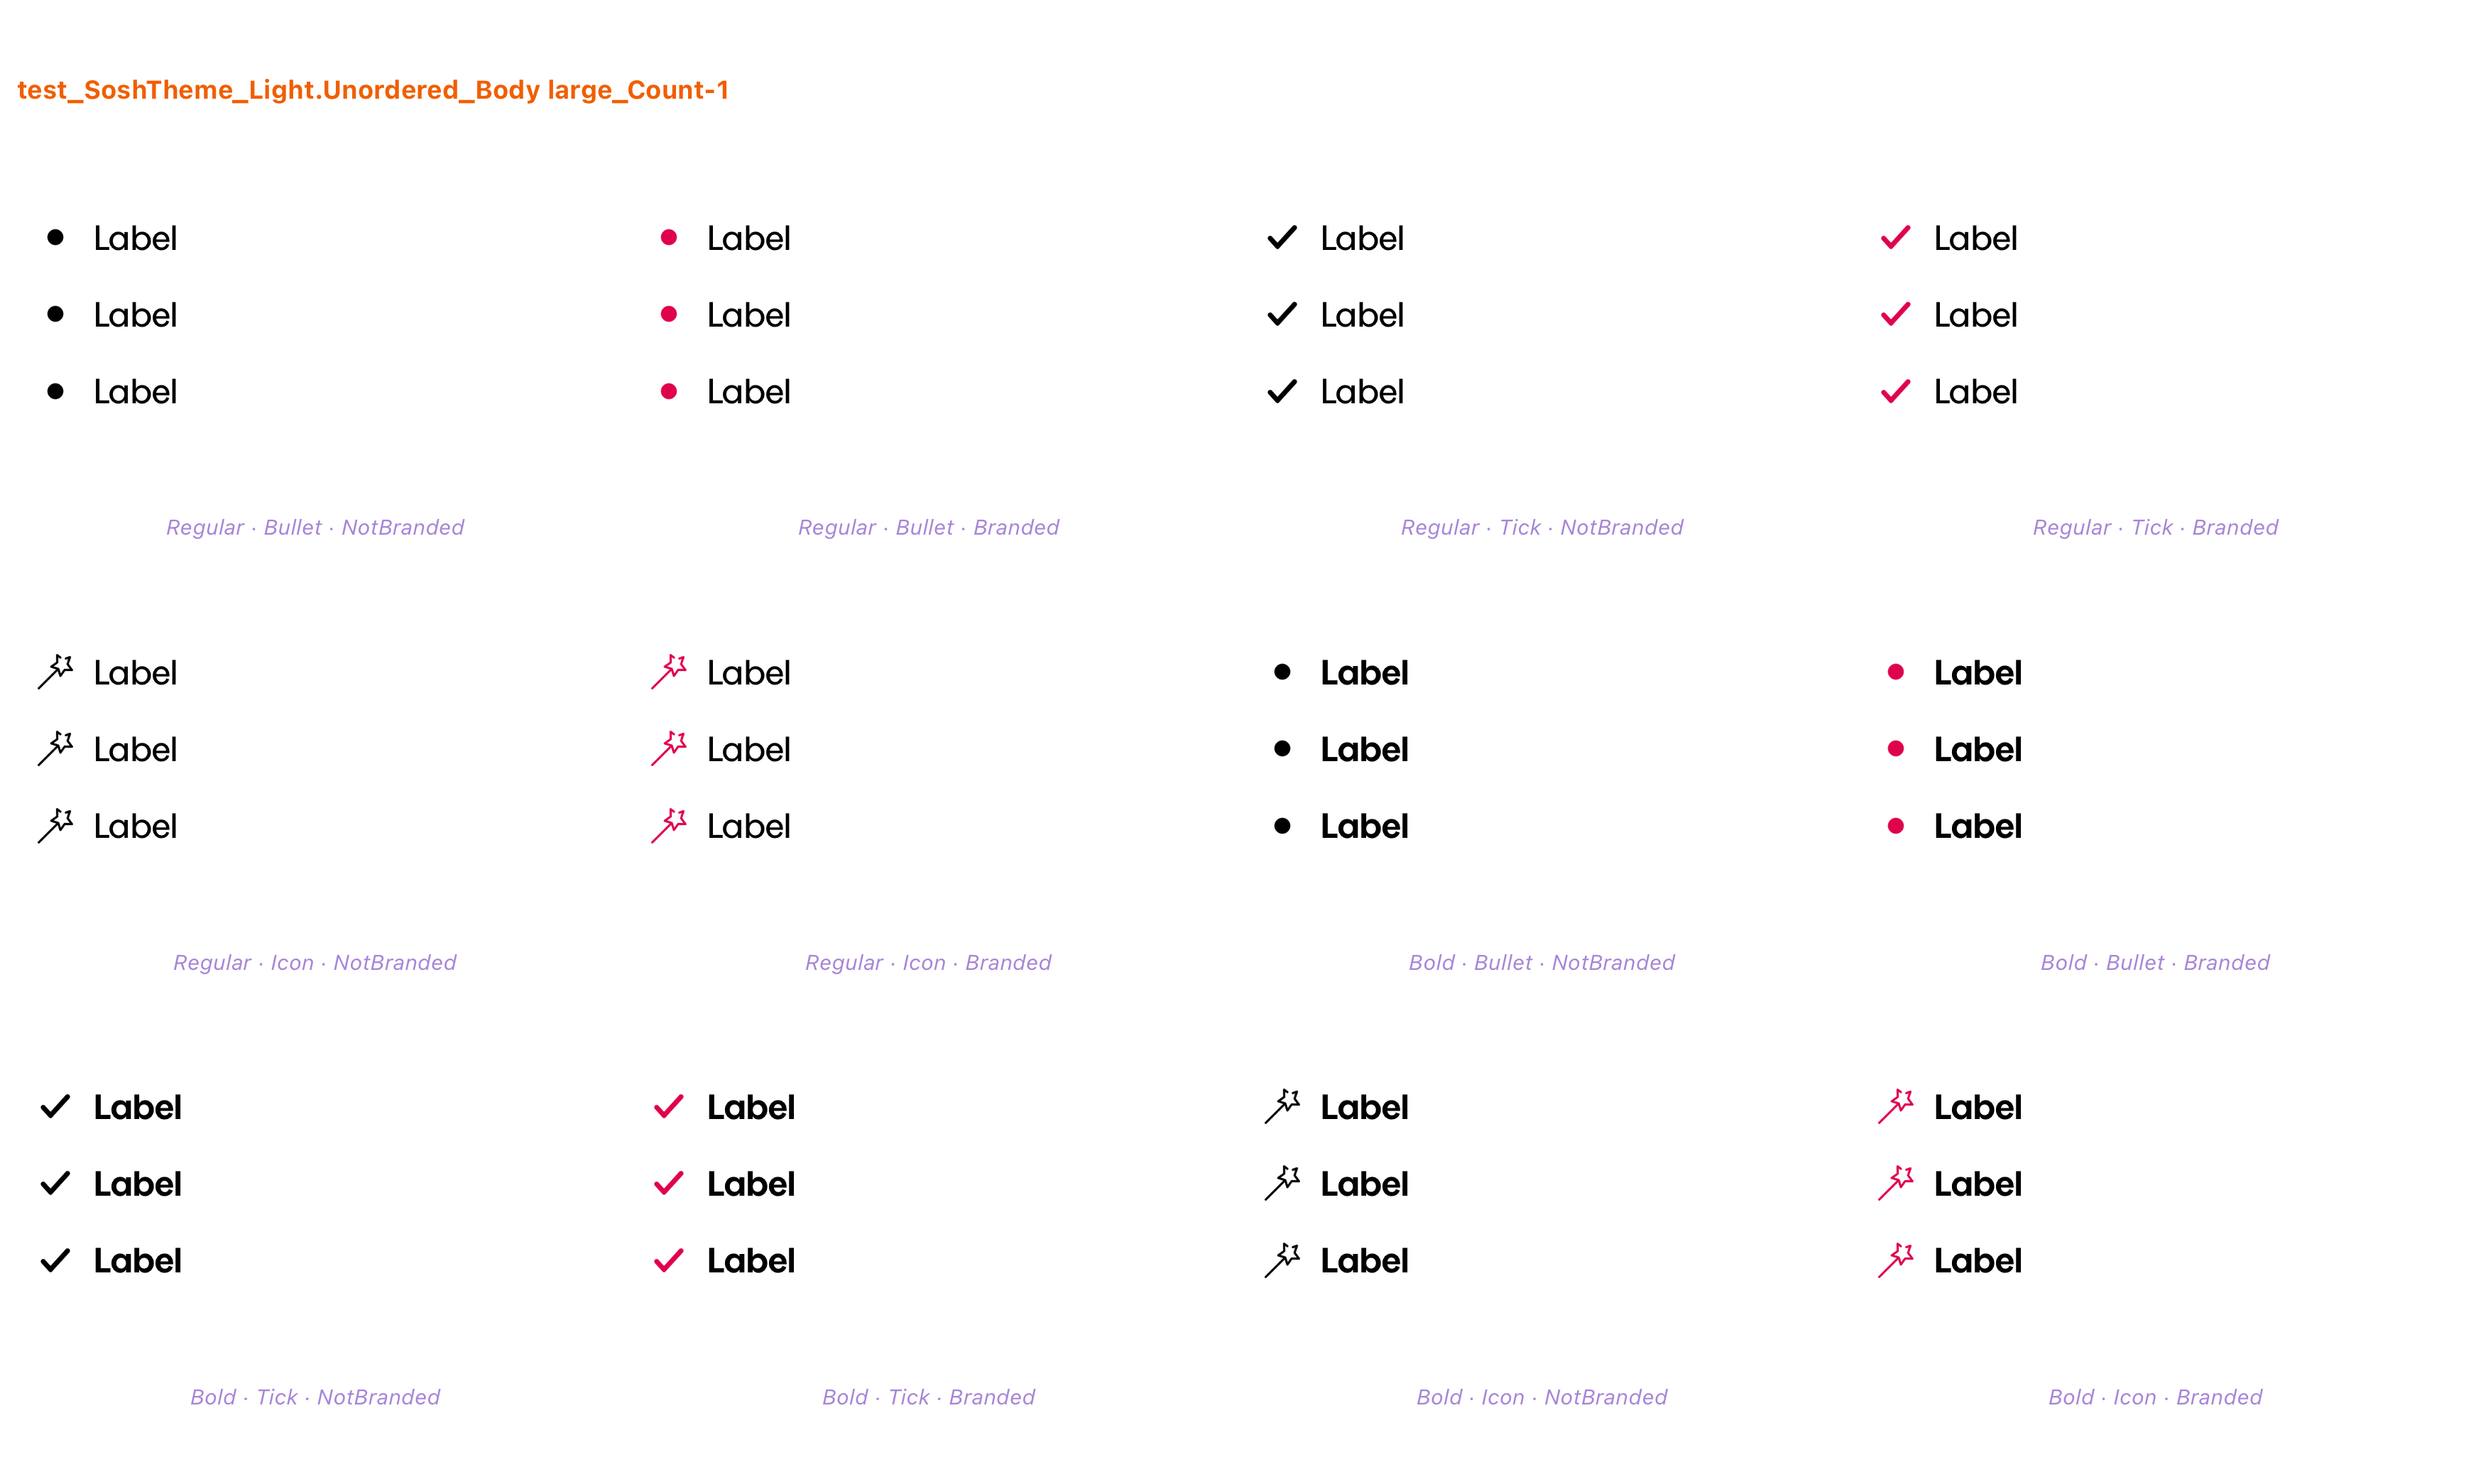 test_SoshTheme_Light.Unordered_Body large_Count-1
Label Label Label Label
Label Label Label Label
Label Label Label Label
Regular · Bullet · NotBranded Regular · Bullet · Branded Regular · Tick · NotBranded Regular · Tick · Branded
Label Label Label Label
Label Label Label Label
Label Label Label Label
Regular · Icon · NotBranded Regular · Icon · Branded Bold · Bullet · NotBranded Bold · Bullet · Branded
Label Label Label Label
Label Label Label Label
Label Label Label Label
Bold · Tick · NotBranded Bold · Tick · Branded Bold · Icon · NotBranded Bold · Icon · Branded